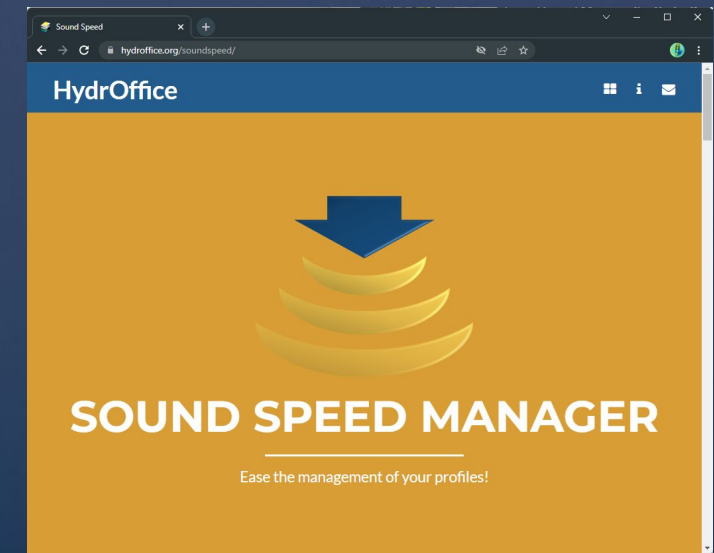 Sound Speed
hydroffice.org/soundspeed/
HydrOffice
SOUND SPEED MANAGER
Ease the management of your profiles!